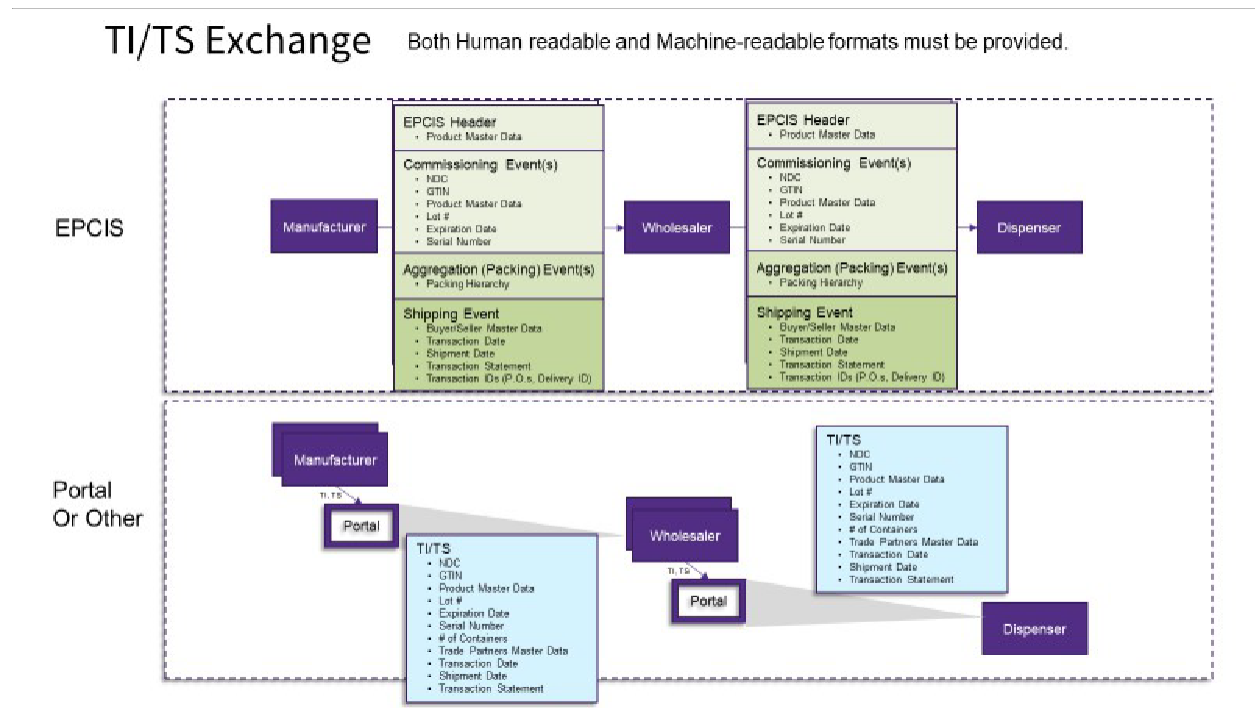 TI/TS Exchange
Both Human readable and Machine-readable formats must be provided.
EPCIS
Manufacturer
EPCIS Header
• Product Master Data
Commissioning Event(s)
• NDC
• GTIN
• Product Master Data
• Lot #
• Expiration Date
• Serial Number
Aggregation (Packing) Event(s)
• Packing Hierarchy
Shipping Event
• Buyer/Seller Master Data
• Transaction Date
• Shipment Date
• Transaction Statement
• Transaction IDs (P.O.s, Delivery ID)
Wholesaler
EPCIS Header
• Product Master Data
Commissioning Event(s)
• NDC
• GTIN
• Product Master Data
• Lot #
• Expiration Date
• Serial Number
Aggregation (Packing) Event(s)
• Packing Hierarchy
Shipping Event
• Buyer/Seller Master Data
• Transaction Date
• Shipment Date
• Transaction Statement
• Transaction IDs (P.O.s, Delivery ID)
Dispenser
Portal
Or Other
Manufacturer
TI, TS
Portal
TI/TS
• NDC
• GTIN
• Product Master Data
• Lot #
• Expiration Date
• Serial Number
• # of Containers
• Trade Partners Master Data
• Transaction Date
• Shipment Date
• Transaction Statement
Wholesaler
TI, TS
Portal
TI/TS
• NDC
• GTIN
• Product Master Data
• Lot #
• Expiration Date
• Serial Number
• # of Containers
• Trade Partners Master Data
• Transaction Date
• Shipment Date
• Transaction Statement
Dispenser